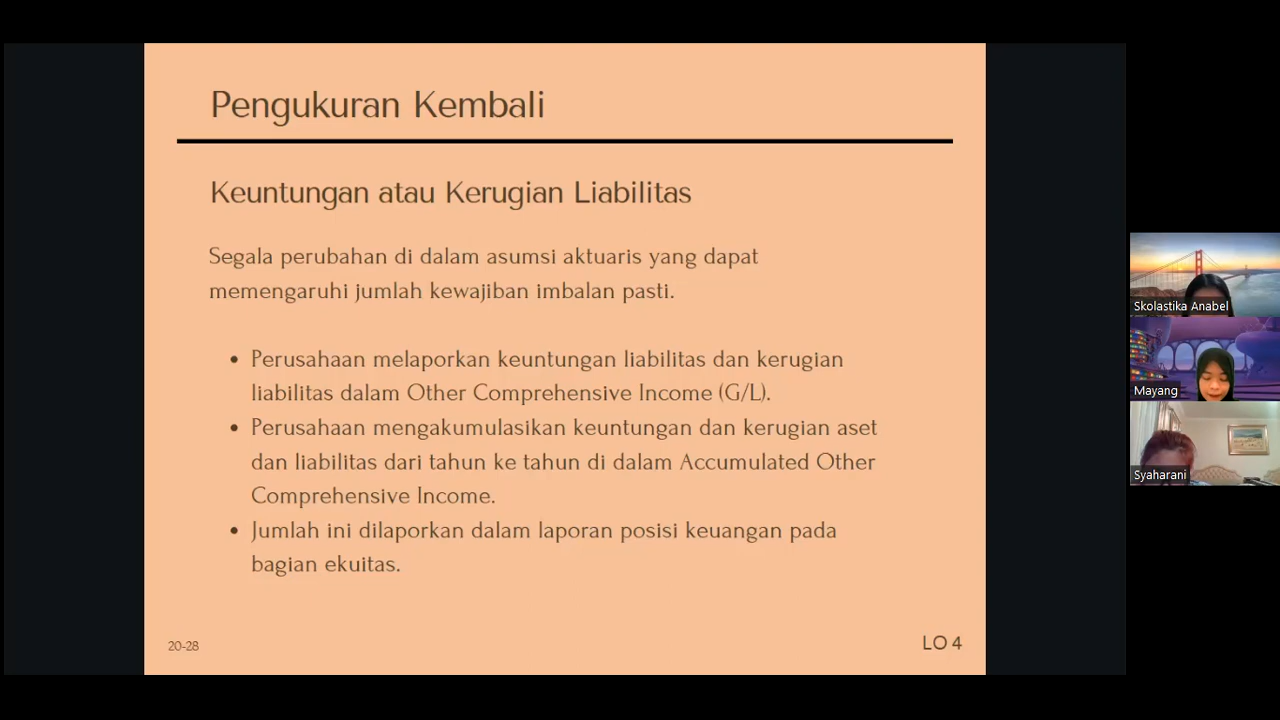 Pengukuran Kembali
Keuntungan atau Kerugian Liabilitas
Segala perubahan di dalam asumsi aktuaris yang dapat
memengaruhi jumlah kewajiban imbalan pasti.
• Perusahaan melaporkan keuntungan liabilitas dan kerugian
liabilitas dalam Other Comprehensive Income (G/L).
• Perusahaan mengakumulasikan keuntungan dan kerugian aset
dan liabilitas dari tahun ke tahun di dalam Accumulated Other
Comprehensive Income.
• Jumlah ini dilaporkan dalam laporan posisi keuangan pada
bagian ekuitas.
20-28
LO 4
Skolastika Anabel
Mayang
Syaharani